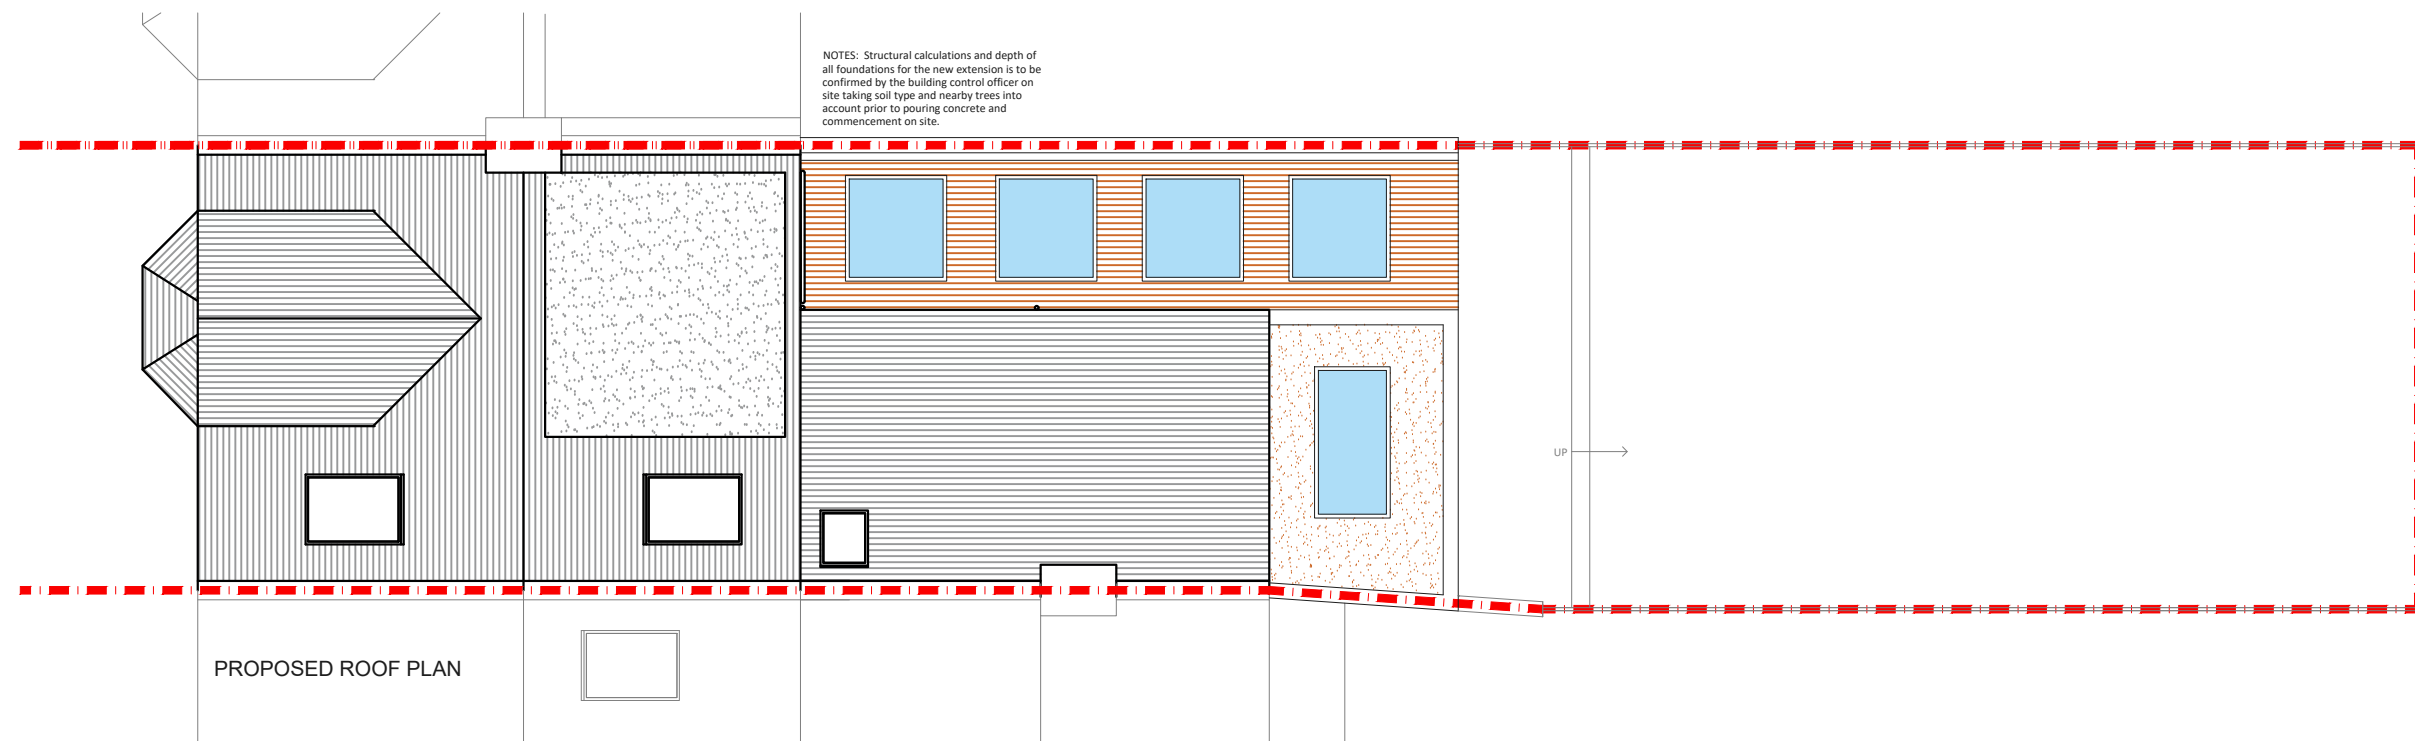 NOTES: Structural calculations and depth of
all foundations for the new extension is to be
confirmed by the building control officer on
site taking soil type and nearby trees into
account prior to pouring concrete and
commencement on site.
UP
PROPOSED ROOF PLAN